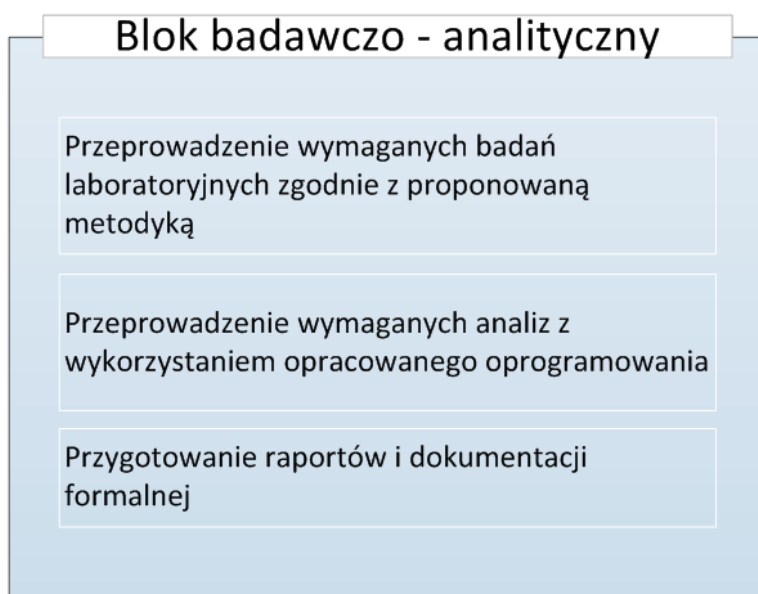 Blok badawczo - analityczny
Przeprowadzenie wymaganych badań
laboratoryjnych zgodnie z proponowaną
metodyką
Przeprowadzenie wymaganych analiz z
wykorzystaniem opracowanego oprogramowania
Przygotowanie raportów i dokumentacji
formalnej